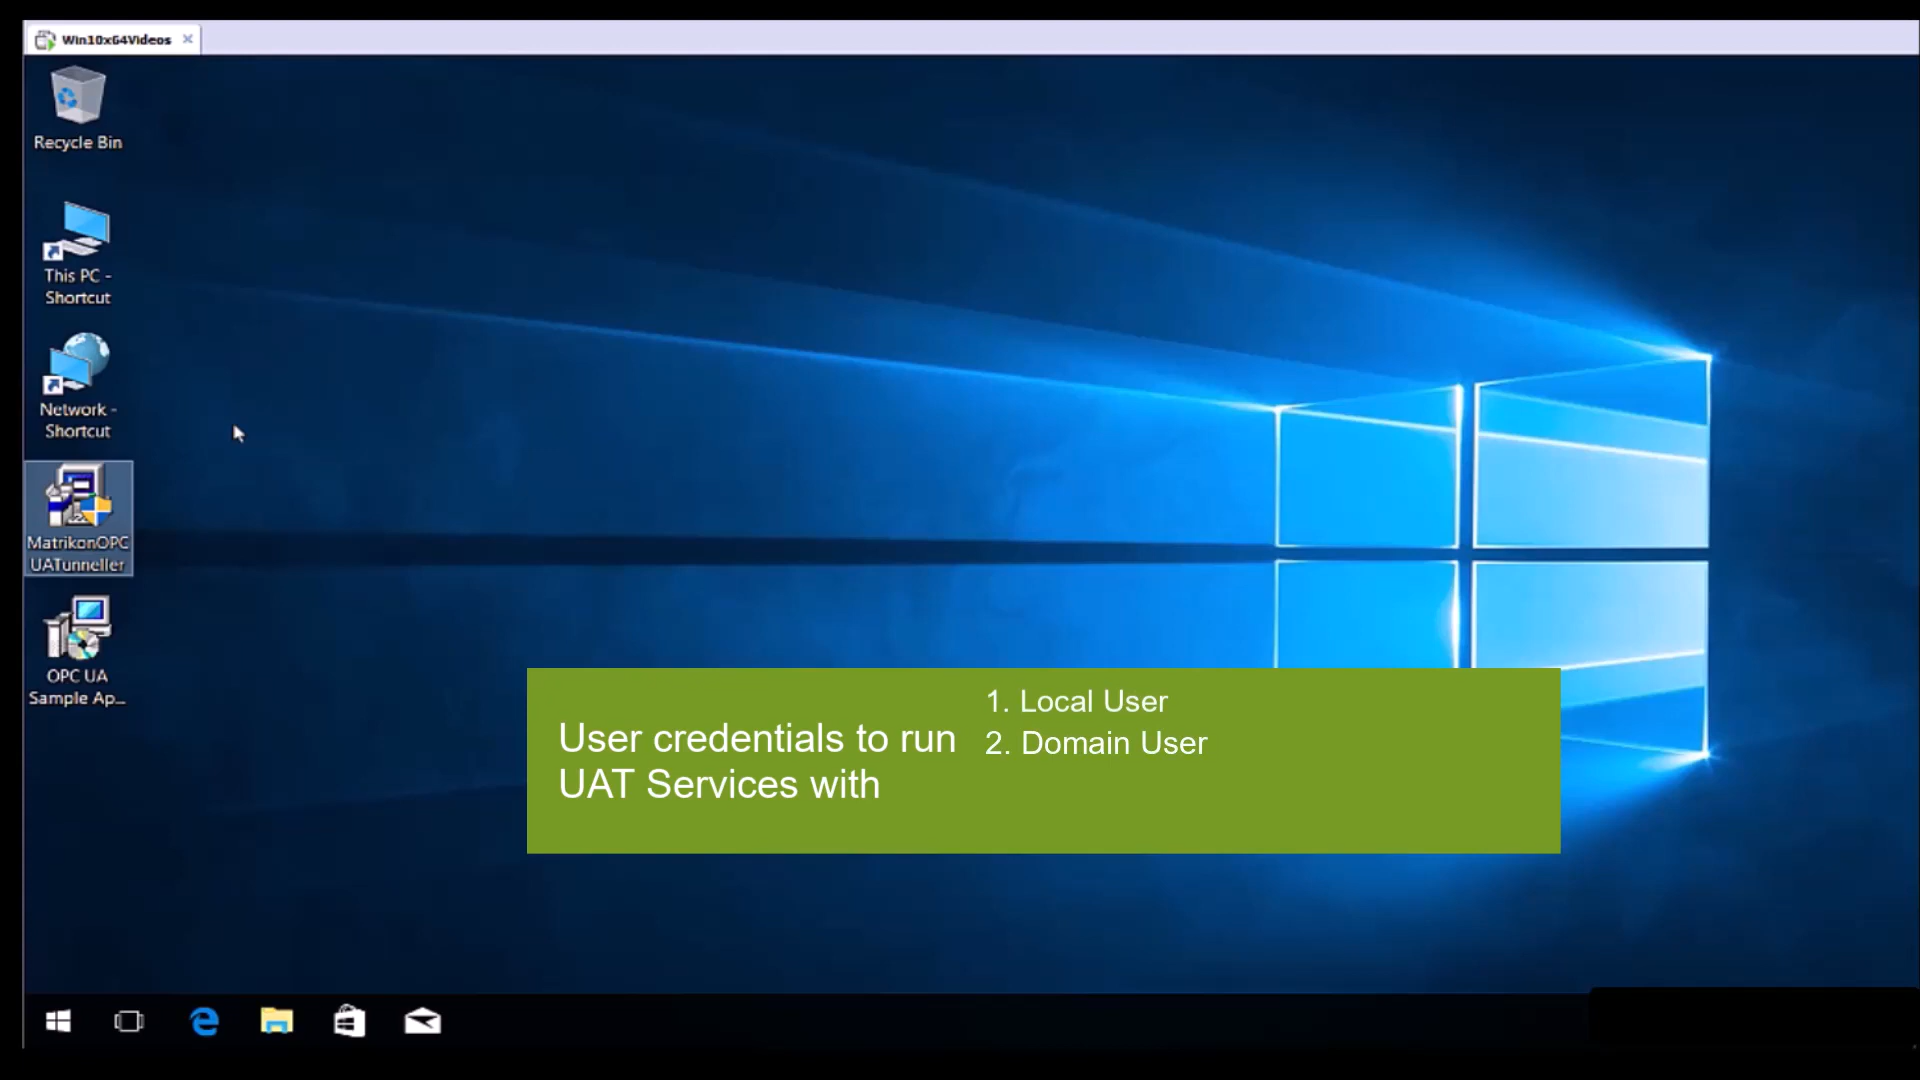 Win10x64Videos
Recycle Bin
This PC -
Shortcut
Network -
Shortcut
MatrikonOPC
UATunneller
OPC UA
Sample Ap...
User credentials to run
UAT Services with
1. Local User
2. Domain User